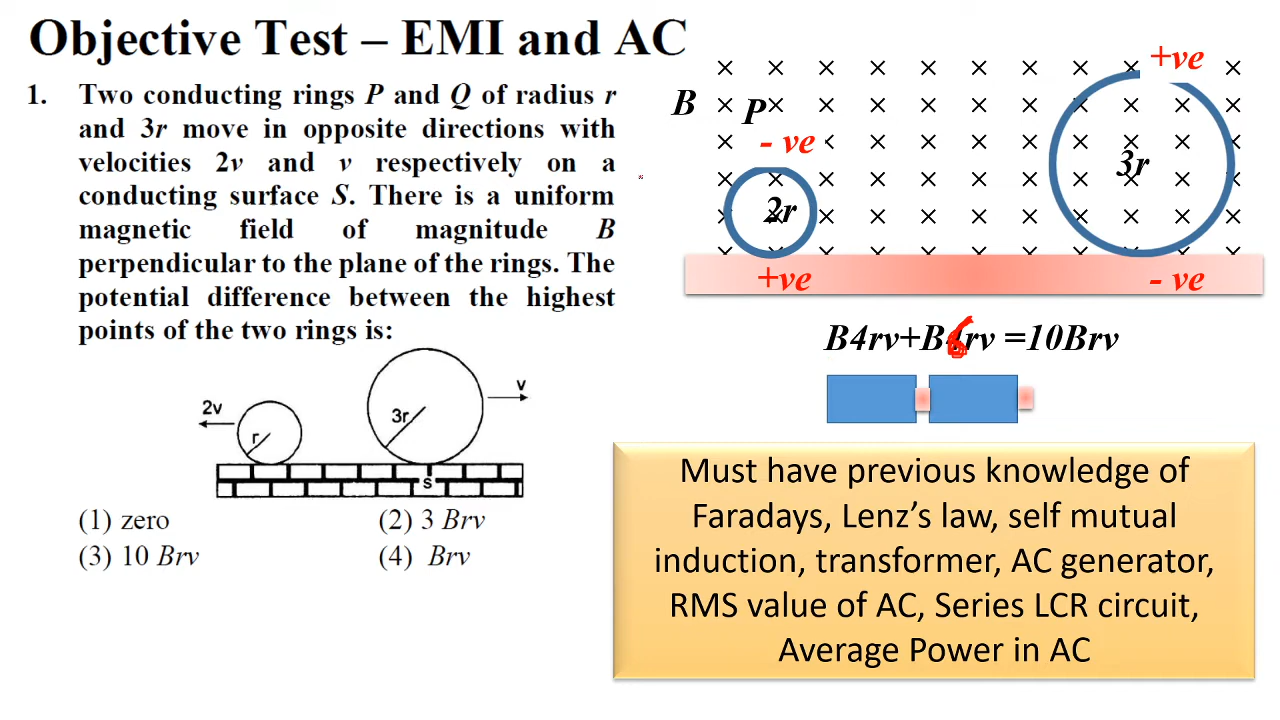 Objective Test – EMI and AC
1. Two conducting rings P and Q of radius r
and 3r move in opposite directions with
velocities 2v and v respectively on a
conducting surface S. There is a uniform
magnetic field of magnitude B
perpendicular to the plane of the rings. The
potential difference between the highest
points of the two rings is:
2v
r
3r
v
S
(1) zero
(2) 3 Brv
(3) 10 Brv
(4) Brv
B
P
- ve
2r
+ve
+ve
3r
- ve
B4rv+B6rv =10Brv
Must have previous knowledge of
Faradays, Lenz’s law, self mutual
induction, transformer, AC generator,
RMS value of AC, Series LCR circuit,
Average Power in AC